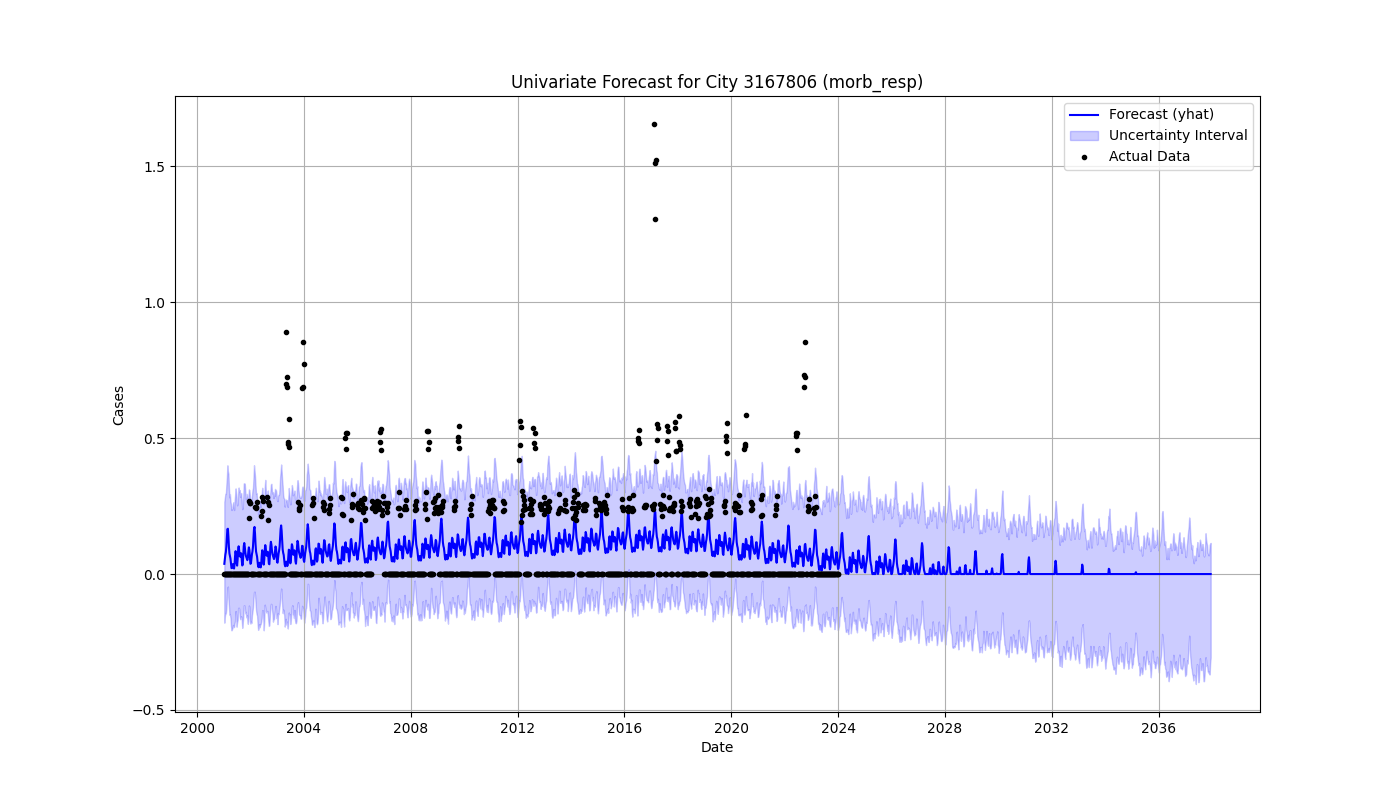 Univariate Forecast for City 3167806 (morb_resp)
Forecast (yhat)
Uncertainty Interval
Actual Data
Cases
1.5
1.0
0.5
0.0
−0.5
2000 2004 2008 2012 2016 2020 2024 2028 2032 2036
Date